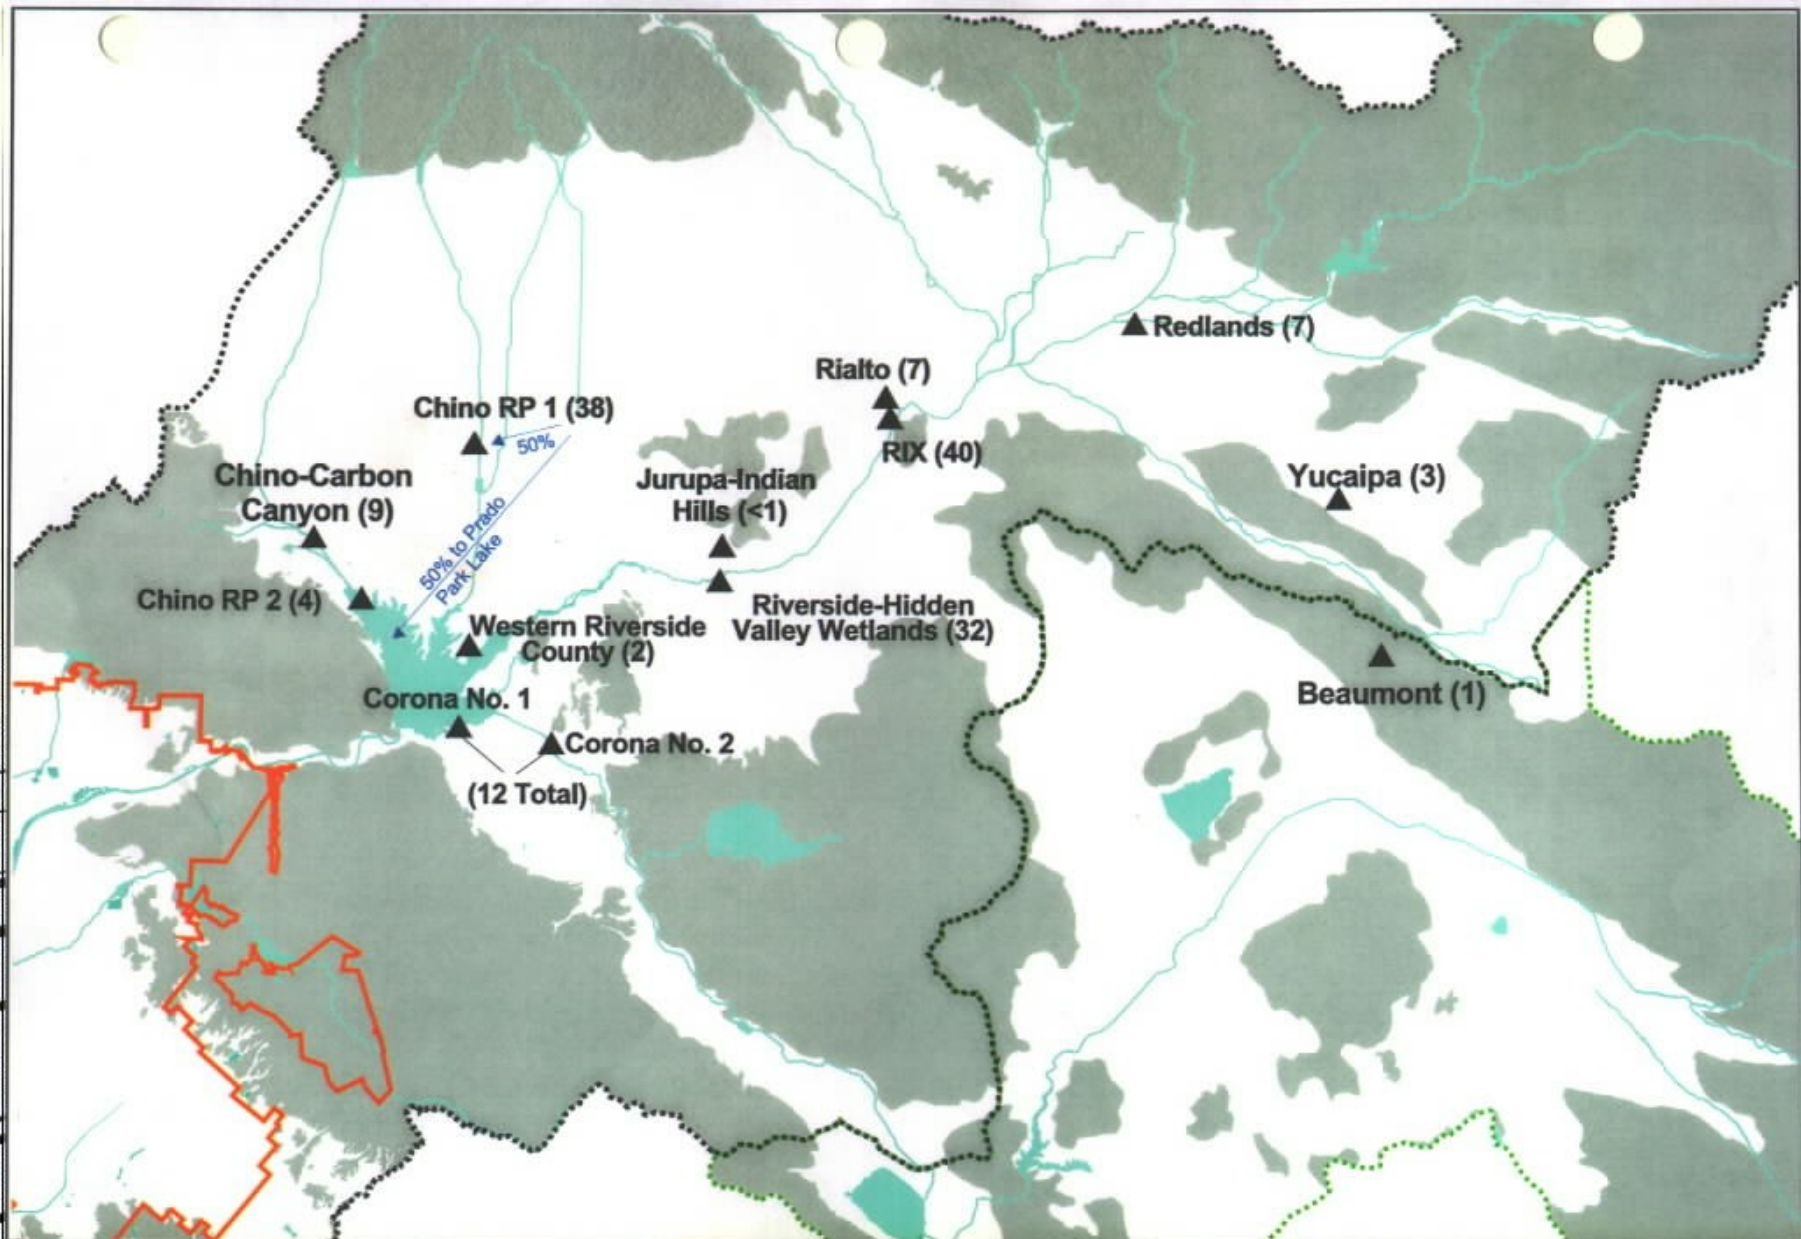 Redlands (7)
Rialto (7)
Chino RP 1 (38)
50%
RIX (40)
Chino-Carbon
Canyon (9)
Jurupa-Indian
Hills (<1)
Yucaipa (3)
50% to Prado
Park Lake
Chino RP 2 (4)
Riverside-Hidden
Valley Wetlands (32)
Western Riverside
County (2)
Corona No. 1
Beaumont (1)
Corona No. 2
(12 Total)